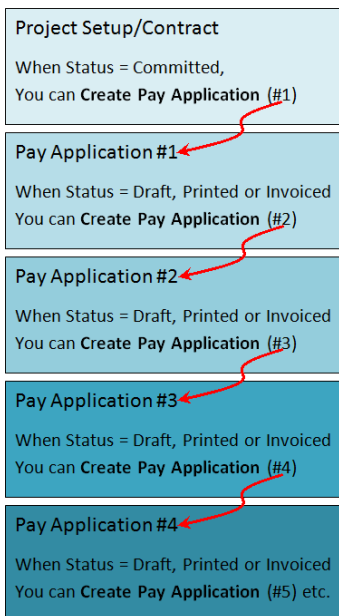 Project Setup/Contract
When Status = Committed,
You can Create Pay Application (#1)
Pay Application #1
When Status = Draft, Printed or Invoiced
You can Create Pay Application (#2)
Pay Application #2
When Status = Draft, Printed or Invoiced
You can Create Pay Application (#3)
Pay Application #3
When Status = Draft, Printed or Invoiced
You can Create Pay Application (#4)
Pay Application #4
When Status = Draft, Printed or Invoiced
You can Create Pay Application (#5) etc.